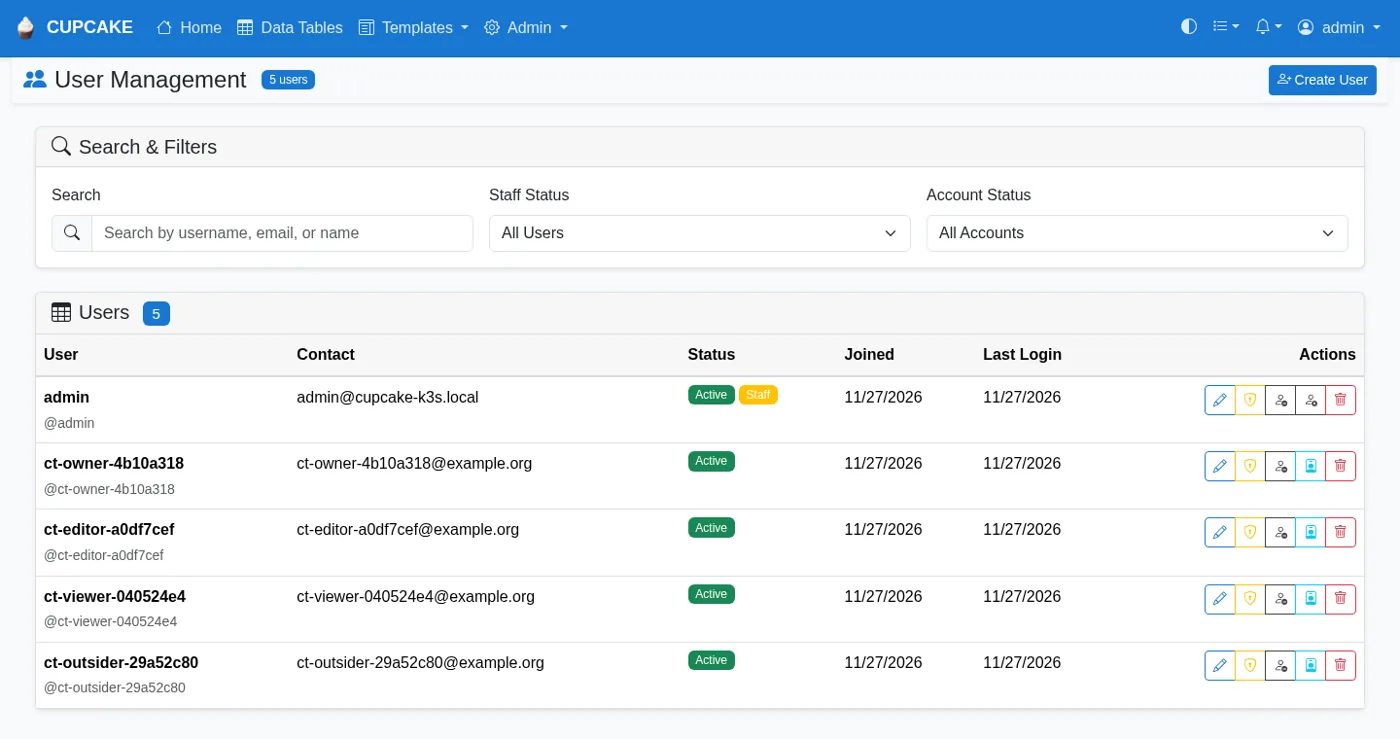 CUPCAKE Home Data Tables Templates Admin admin
User Management 5 users Create User
Search & Filters
Search Staff Status Account Status
Search by username, email, or name All Users All Accounts
Users 5
User Contact Status Joined Last Login Actions
admin admin@cupcake-k3s.local Active Staff 11/27/2026 11/27/2026
@admin
ct-owner-4b10a318 ct-owner-4b10a318@example.org Active 11/27/2026 11/27/2026
@ct-owner-4b10a318
ct-editor-a0df7cef ct-editor-a0df7cef@example.org Active 11/27/2026 11/27/2026
@ct-editor-a0df7cef
ct-viewer-040524e4 ct-viewer-040524e4@example.org Active 11/27/2026 11/27/2026
@ct-viewer-040524e4
ct-outsider-29a52c80 ct-outsider-29a52c80@example.org Active 11/27/2026 11/27/2026
@ct-outsider-29a52c80